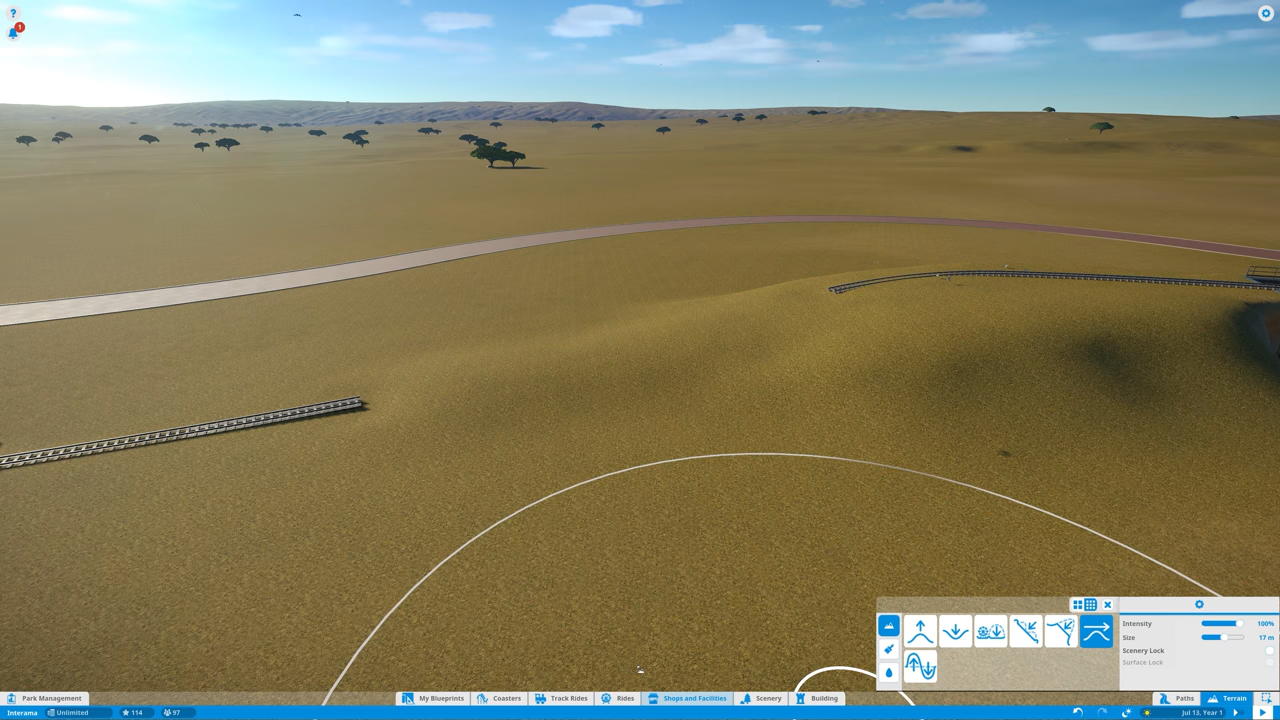 ?
1
Intensity 100%
Size 17 m
Scenery Lock
Surface Lock
Park Management
My Blueprints Coasters Track Rides Rides Shops and Facilities Scenery Building
Paths Terrain
Interama Unlimited 114 97 Jul 13, Year 1